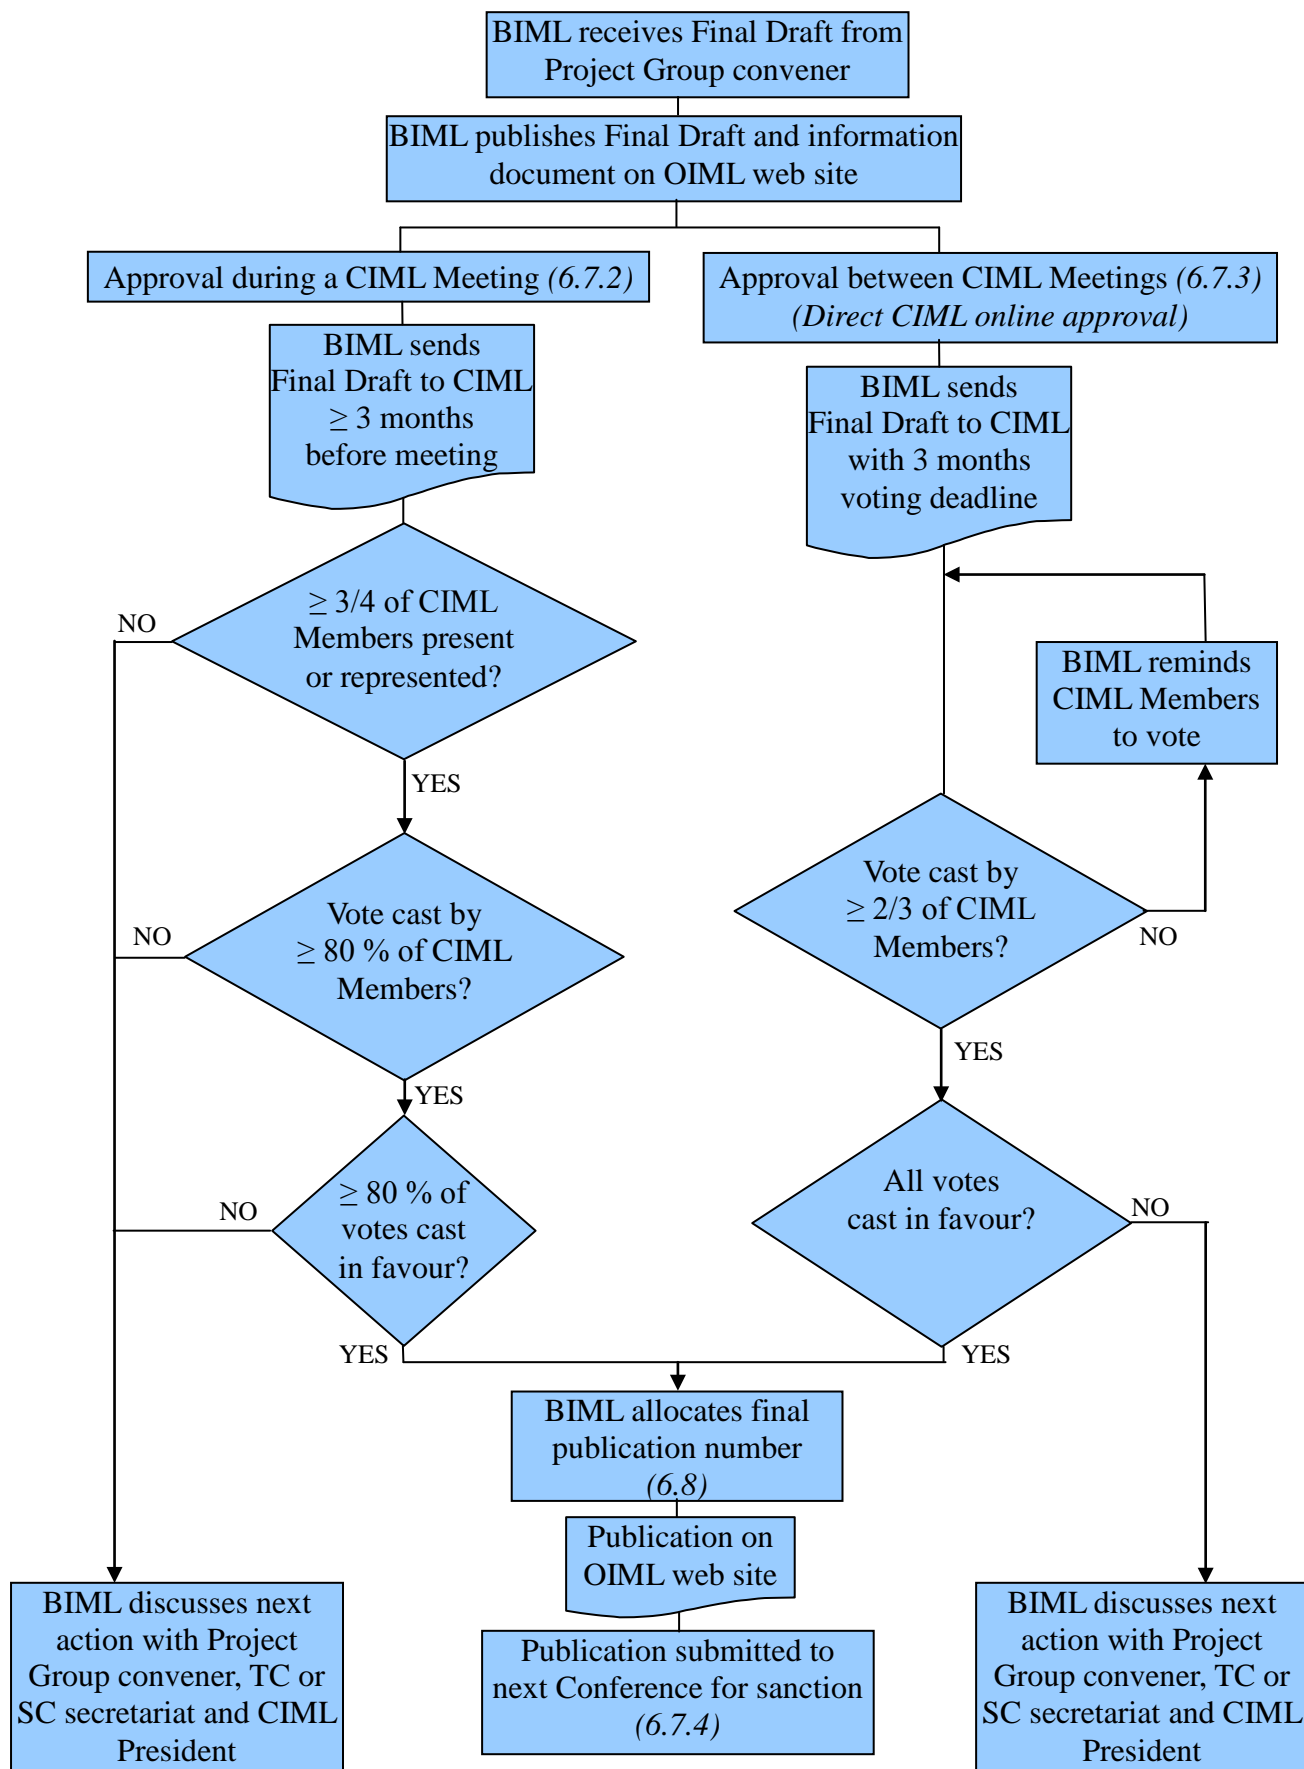 BIML receives Final Draft from
Project Group convener
BIML publishes Final Draft and information
document on OIML web site
Approval during a CIML Meeting (6.7.2)
Approval between CIML Meetings (6.7.3)
(Direct CIML online approval)
BIML sends
Final Draft to CIML
≥ 3 months
before meeting
BIML sends
Final Draft to CIML
with 3 months
voting deadline
≥ 3/4 of CIML
Members present
or represented?
NO
YES
BIML reminds
CIML Members
to vote
Vote cast by
≥ 80 % of CIML
Members?
NO
YES
Vote cast by
≥ 2/3 of CIML
Members?
NO
YES
≥ 80 % of
votes cast
in favour?
NO
YES
All votes
cast in favour?
NO
YES
BIML allocates final
publication number
(6.8)
Publication on
OIML web site
Publication submitted to
next Conference for sanction
(6.7.4)
BIML discusses next
action with Project
Group convener, TC or
SC secretariat and CIML
President
BIML discusses next
action with Project
Group convener, TC or
SC secretariat and CIML
President